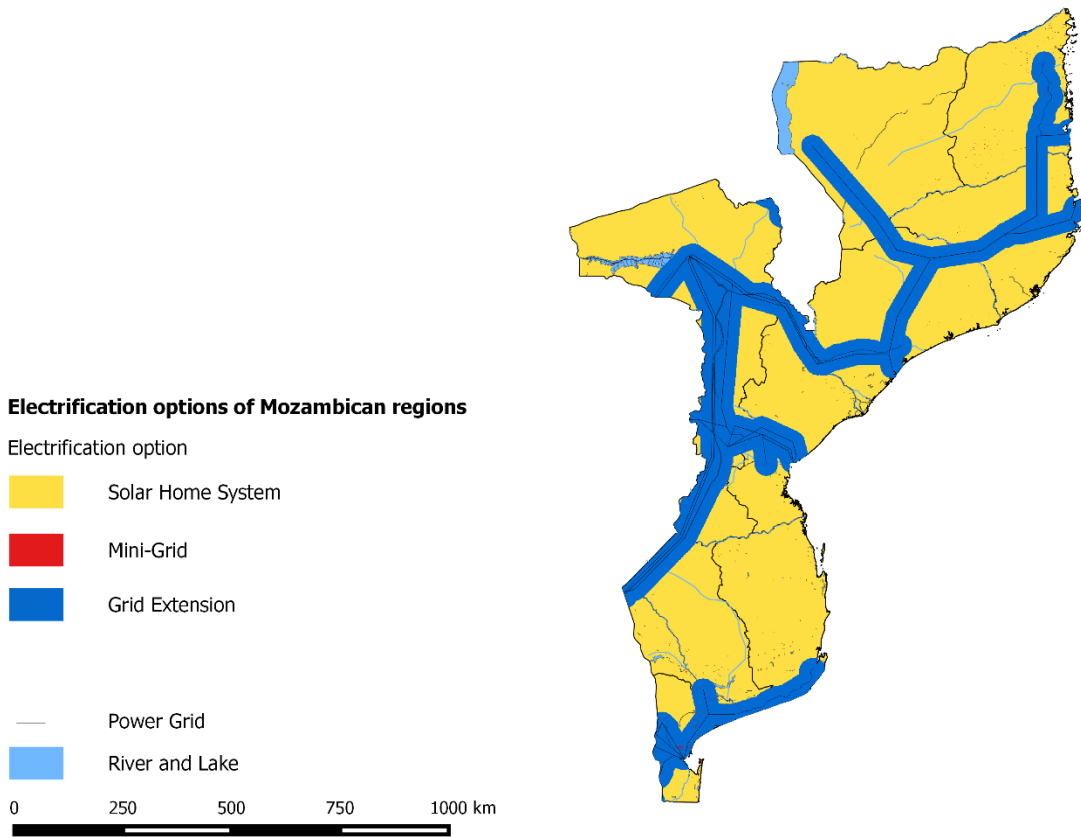 Electrification options of Mozambican regions
Electrification option
Solar Home System
Mini-Grid
Grid Extension
Power Grid
River and Lake
0 250 500 750 1000 km